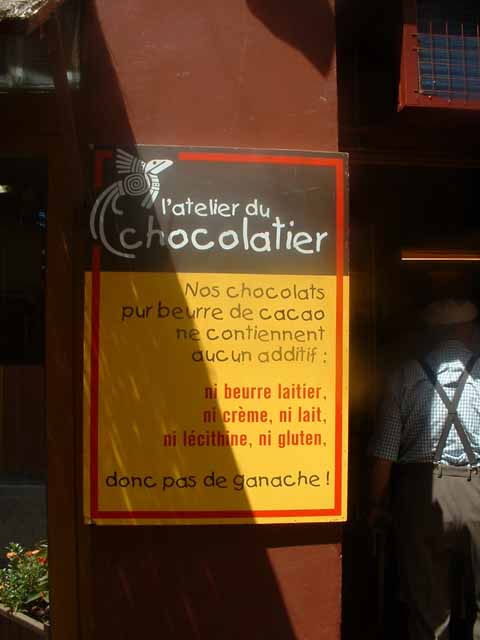 l'atelier du
chocolatier
Nos chocolats
pur beurre de cacao
ne contiennent
aucun additif :
ni beurre laitier,
ni crème, ni lait,
ni lécithine, ni gluten,
donc pas de ganache !